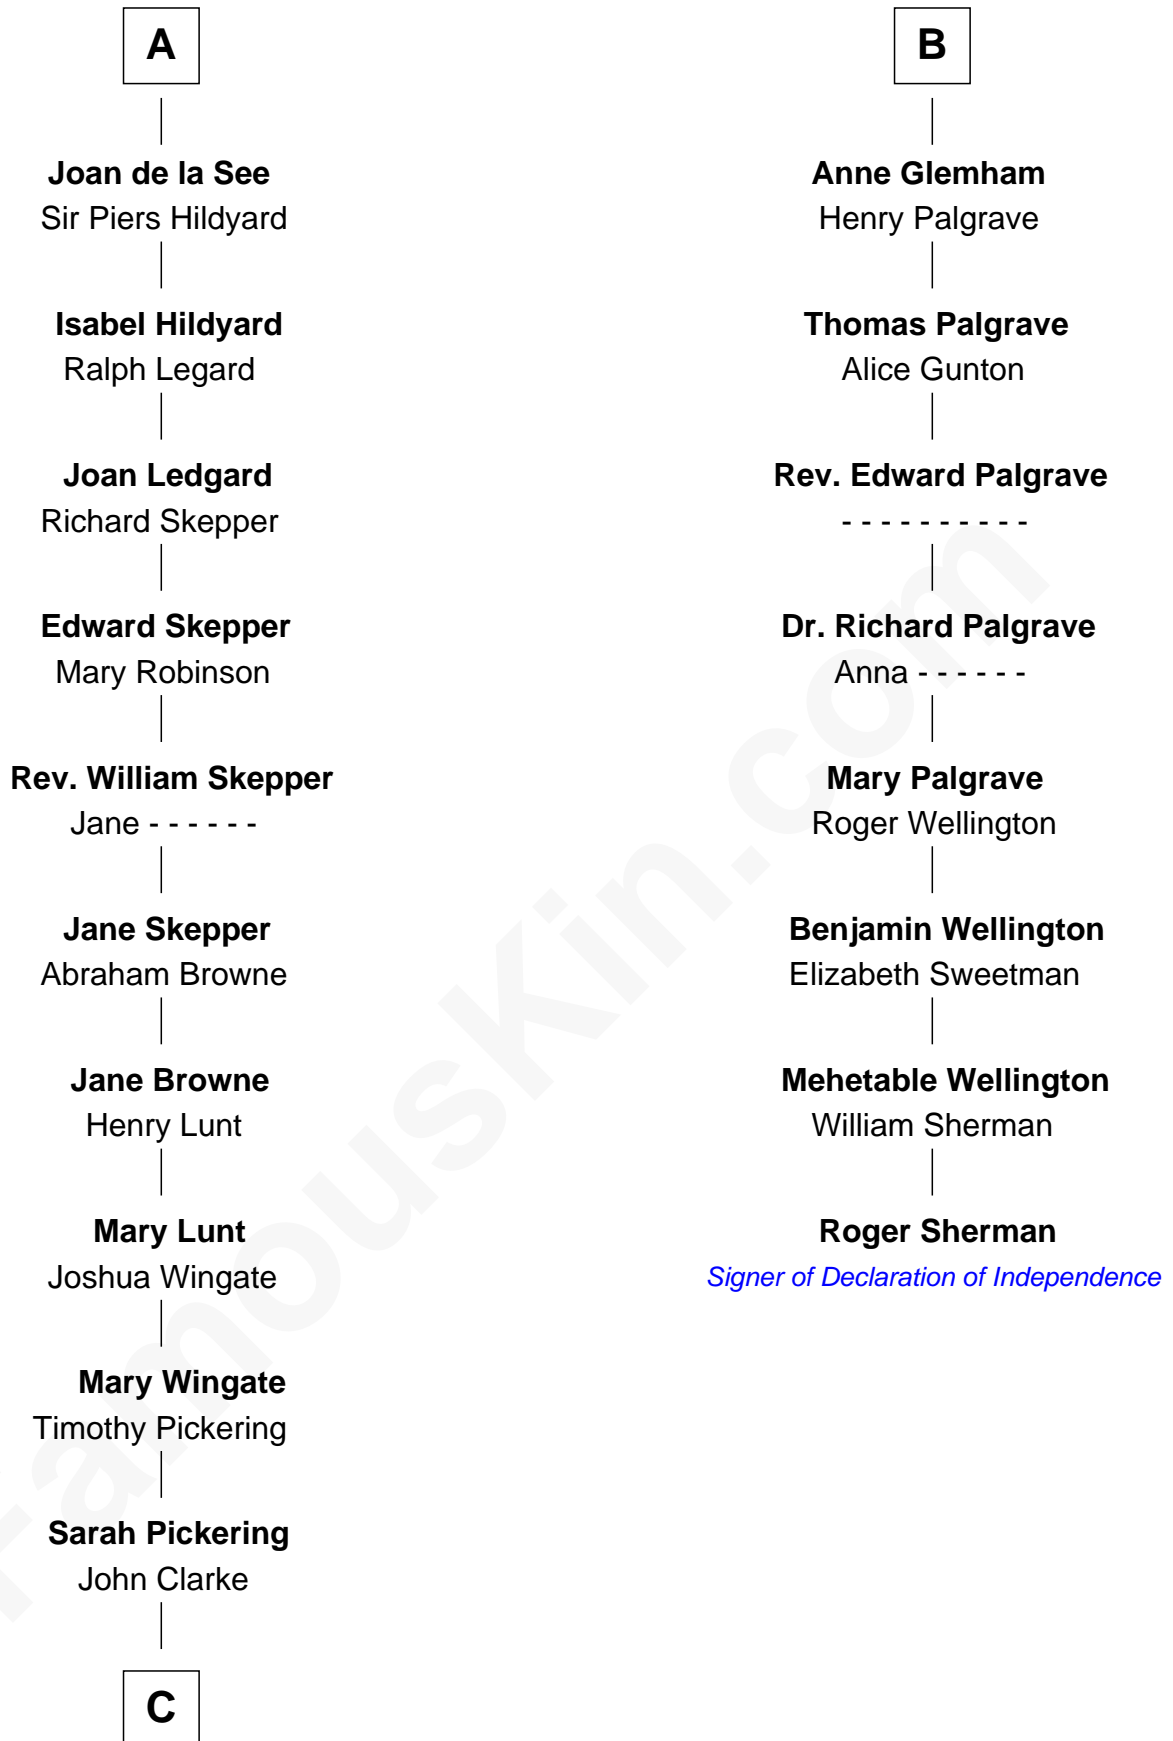 A
Joan de la See
Sir Piers Hildyard
Isabel Hildyard
Ralph Legard
Joan Ledgard
Richard Skepper
Edward Skepper
Mary Robinson
Rev. William Skepper
Jane - - - - - -
Jane Skepper
Abraham Browne
Jane Browne
Henry Lunt
Mary Lunt
Joshua Wingate
Mary Wingate
Timothy Pickering
Sarah Pickering
John Clarke
C
B
Anne Glemham
Henry Palgrave
Thomas Palgrave
Alice Gunton
Rev. Edward Palgrave
- - - - - - - - - -
Dr. Richard Palgrave
Anna - - - - - -
Mary Palgrave
Roger Wellington
Benjamin Wellington
Elizabeth Sweetman
Mehetable Wellington
William Sherman
Roger Sherman
Signer of Declaration of Independence
FamousKin.com